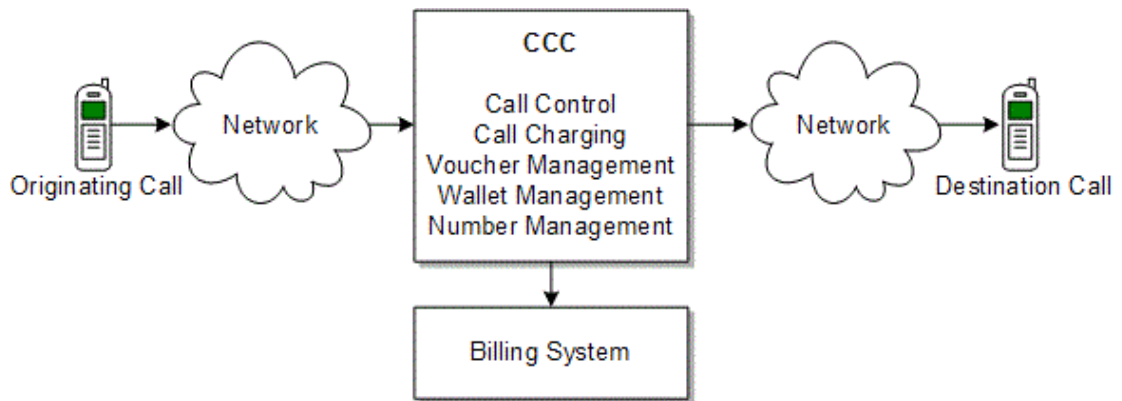 CCC
Call Control
Call Charging
Voucher Management
Wallet Management
Number Management
Network
Network
Originating Call
Destination Call
Billing System